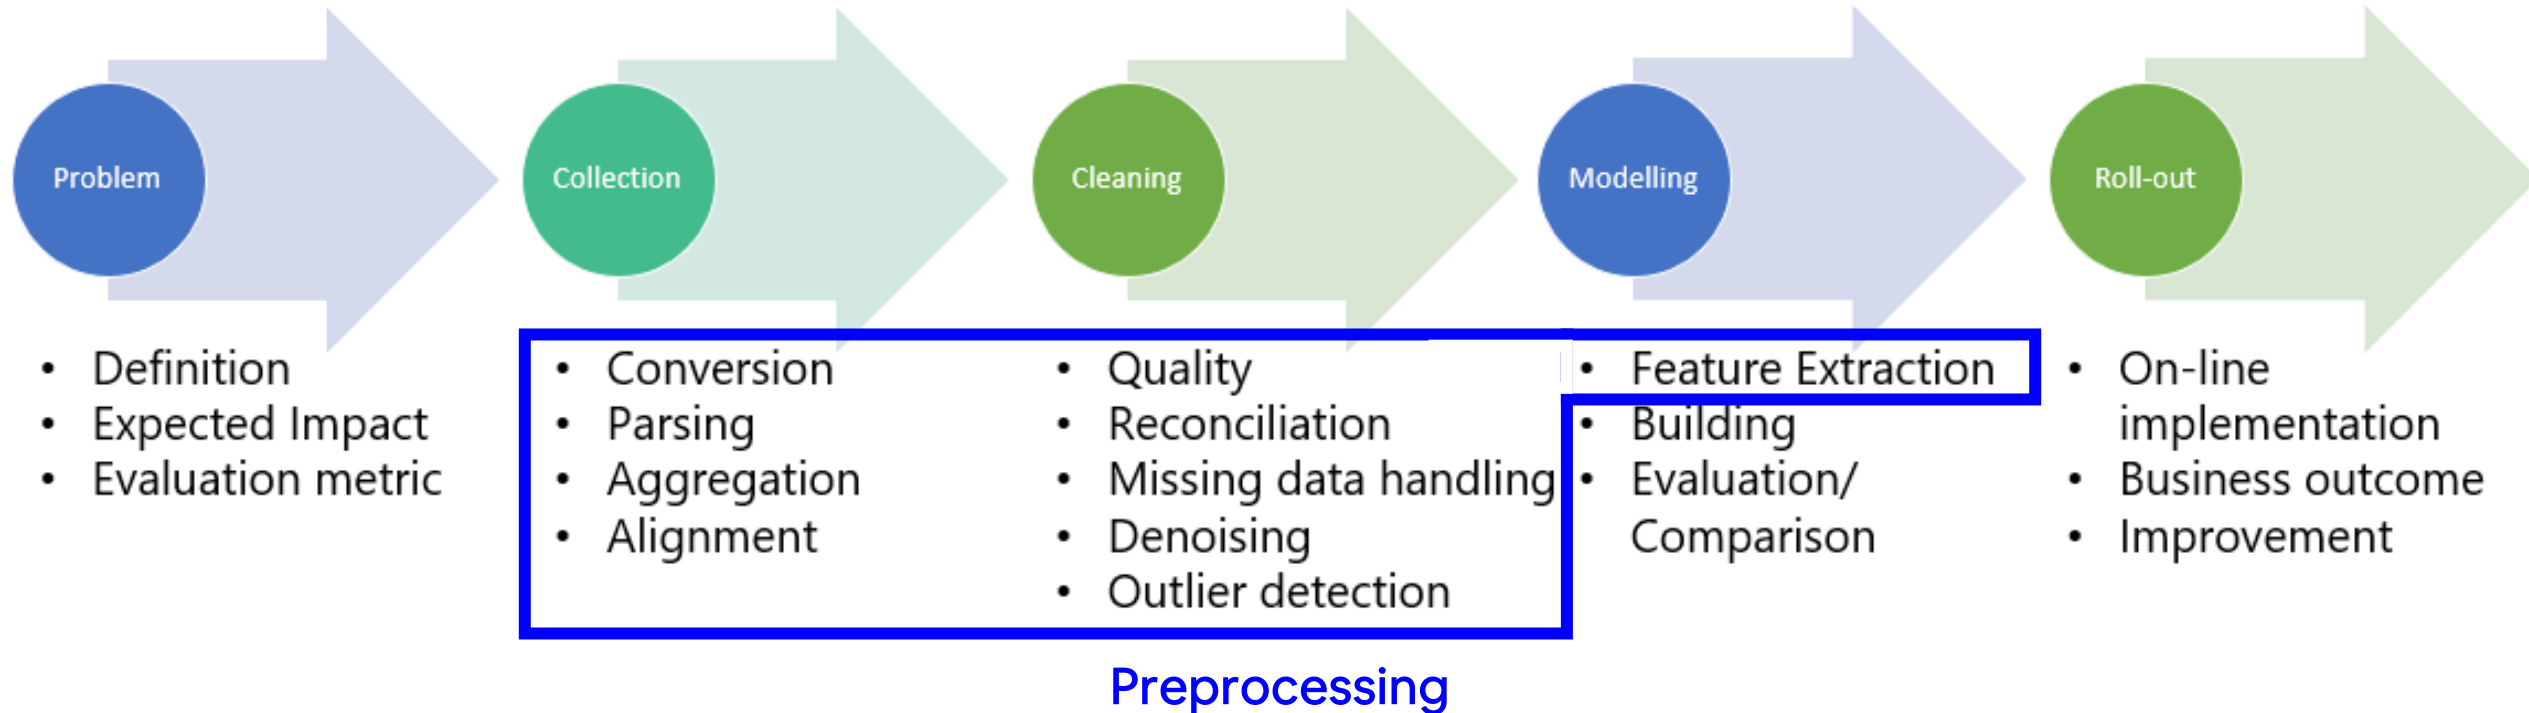 Problem
Collection
Cleaning
Modelling
Roll-out
• Definition
• Expected Impact
• Evaluation metric
• Conversion
• Parsing
• Aggregation
• Alignment
• Quality
• Reconciliation
• Missing data handling
• Denoising
• Outlier detection
• Feature Extraction
• Building
• Evaluation/
Comparison
• On-line
implementation
• Business outcome
• Improvement
Preprocessing